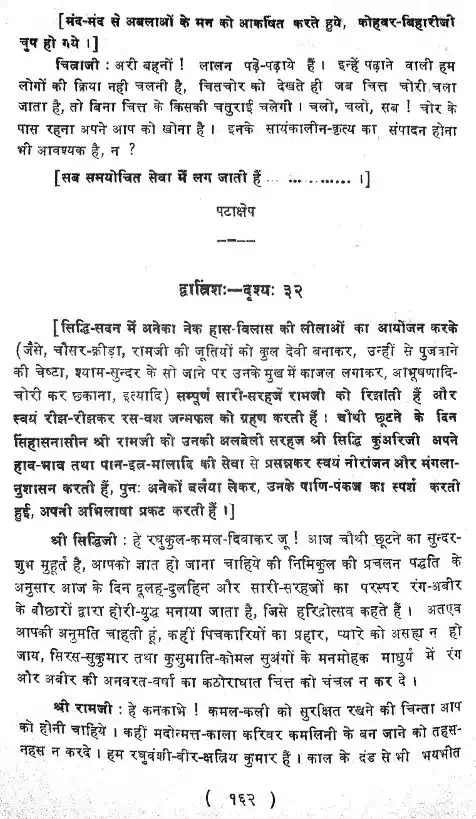 [मंद-मंद से अबलाओं के मन को आकर्षित करते हुये, कोहवर-बिहारीजी
चुप हो गये ।]
चित्राजी : अरी बहनों ! लालन पढ़े-पढ़ाये हैं । इन्हें पढ़ाने वाली हम
लोगों की क्रिया नही चलनी है, चितचोर को देखते ही जब चित्त चोरी चला
जाता है, तो बिना चित्त के किसकी चतुराई चलेगी । चलो, चलो, सब ! चोर के
पास रहना अपने आप को खोना है । इनके सायंकालीन-कृत्य का संपादन होना
भी आवश्यक है, न ?
[सब समयोचित सेवा में लग जाती हैं ... ... ... ... ।]
पटाक्षेप
द्वात्रिंशः—दृश्यः ३२
[सिद्धि-सदन में अनेका नेक हास-विलास की लीलाओं का आयोजन करके
(जैसे, चौसर-क्रीड़ा, रामजी की जूतियों को कुल देवी बनाकर, उन्हीं से पुजवाने
की चेष्टा, श्याम-सुन्दर के सो जाने पर उनके मुख में काजल लगाकर, आभूषणादि-
चोरी कर छकाना, इत्यादि) सम्पूर्ण सारी-सरहजें रामजी को रिझाती हैं और
स्वयं रीझ-रीझकर रस-वश जन्मफल को ग्रहण करती हैं । चौथी छूटने के दिन
सिंहासनासीन श्री रामजी को उनकी अलबेली सरहज श्री सिद्धि कुंअरिजी अपने
हाव-भाव तथा पान-इत्र-मालादि की सेवा से प्रसन्नकर स्वयं नीरांजन और मंगला-
नुशासन करती हैं, पुनः अनेकों बलैया लेकर, उनके पाणि-पंकज का स्पर्श करती
हुई, अपनी अभिलाषा प्रकट करती हैं ।]
श्री सिद्धिजी : हे रघुकुल-कमल-दिवाकर जू ! आज चौथी छूटने का सुन्दर-
शुभ मुहूर्त है, आपको ज्ञात हो जाना चाहिये की निमिकुल की प्रचलन पद्धति के
अनुसार आज के दिन दूलह-दुलहिन और सारी-सरहजों का परस्पर रंग-अबीर
के बौछारों द्वारा होरी-युद्ध मनाया जाता है, जिसे हरिद्रोत्सव कहते हैं । अतएव
आपकी अनुमति चाहती हूं, कहीं पिचकारियों का प्रहार, प्यारे को असह्य न हो
जाय, सिरस-सुकुमार तथा कुसुमाति-कोमल सुअंगों के मनमोहक माधुर्य में रंग
और अबीर की अनवरत-वर्षा का कठोराघात चित्त को चंचल न कर दे ।
श्री रामजी : हे कनकाभे ! कमल-कली को सुरक्षित रखने की चिन्ता आप
को होनी चाहिये । कहीं मदोन्मत्त-काला करिवर कमलिनी के बन जाने को तहस-
नहस न करदे । हम रघुवंशी-वीर-क्षत्रिय कुमार हैं । काल के दंड से भी भयभीत
( १६२ )